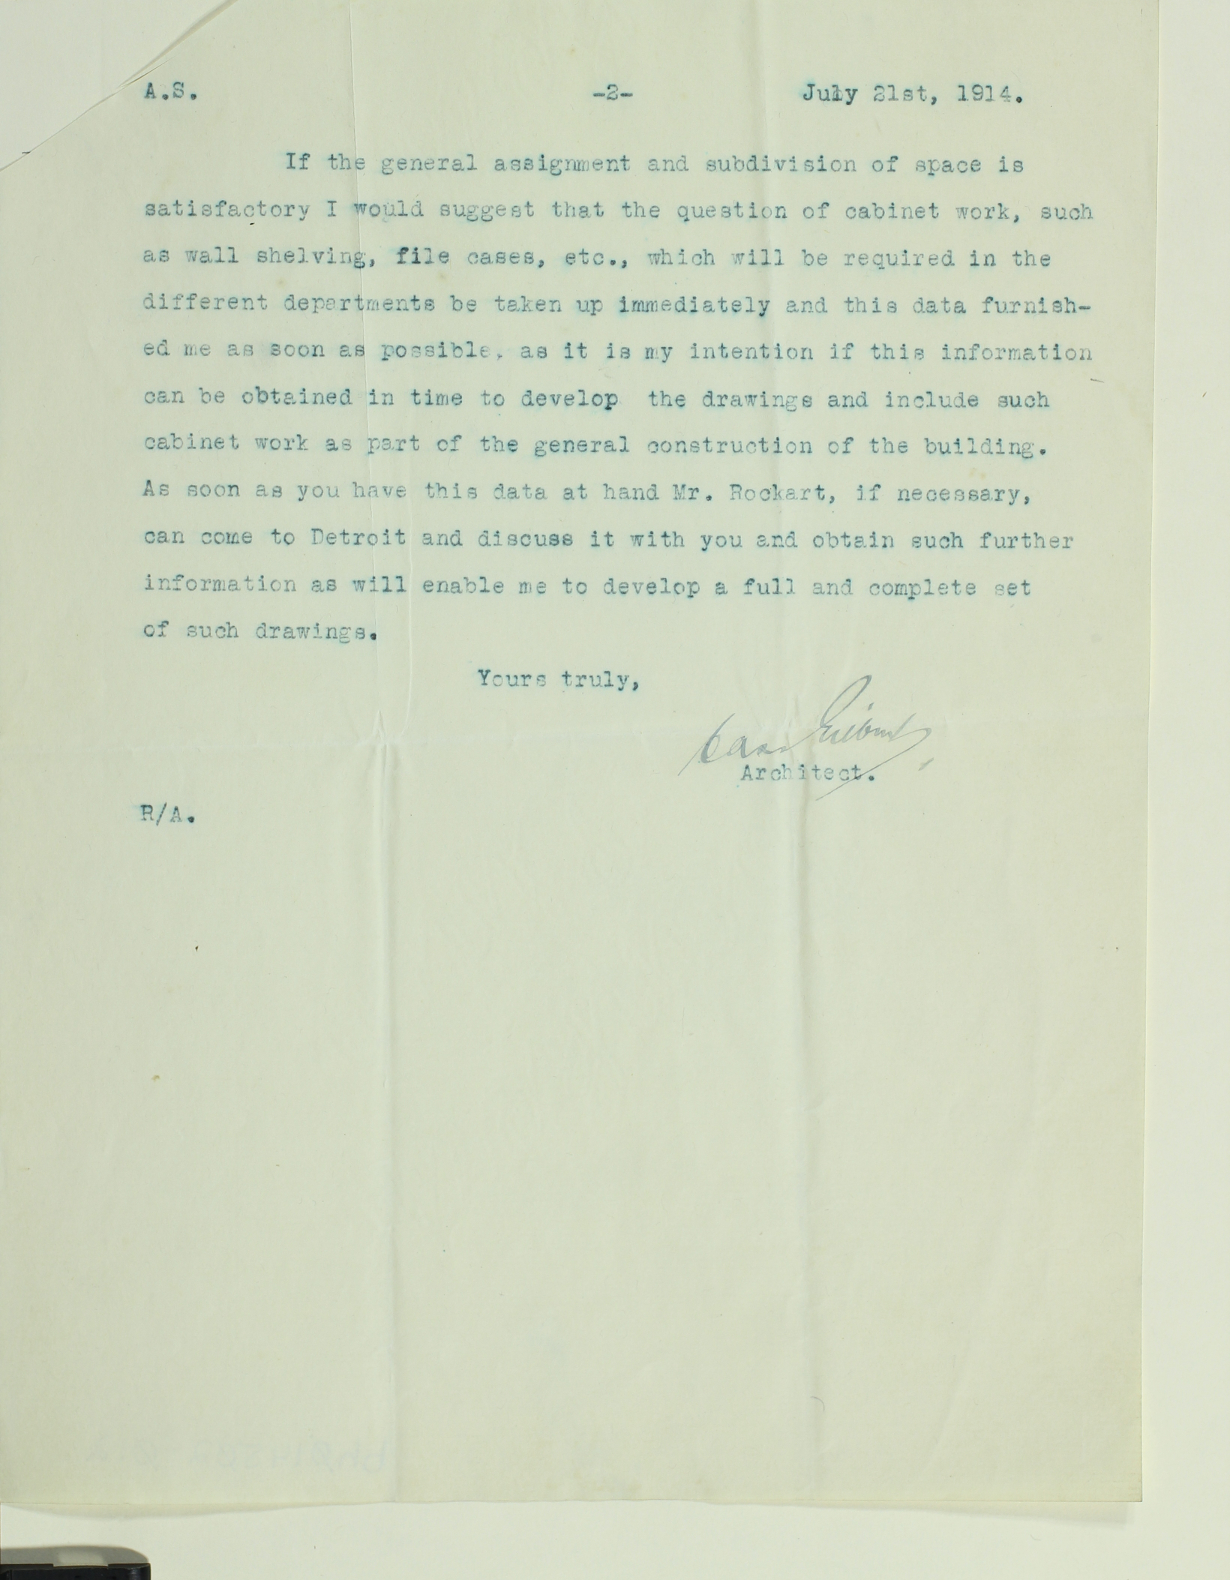 A.S. -2- July 21st, 1914.
If the general assignment and subdivision of space is
satisfactory I would suggest that the question of cabinet work, such
as wall shelving, file cases, etc., which will be required in the
different departments be taken up immediately and this data furnish-
ed me as soon as possible, as it is my intention if this information
can be obtained in time to develop the drawings and include such
cabinet work as part of the general construction of the building.
As soon as you have this data at hand Mr. Rockart, if necessary,
can come to Detroit and discuss it with you and obtain such further
information as will enable me to develop a full and complete set
of such drawings.
Yours truly,
Cass Gilbert
Architect.
R/A.